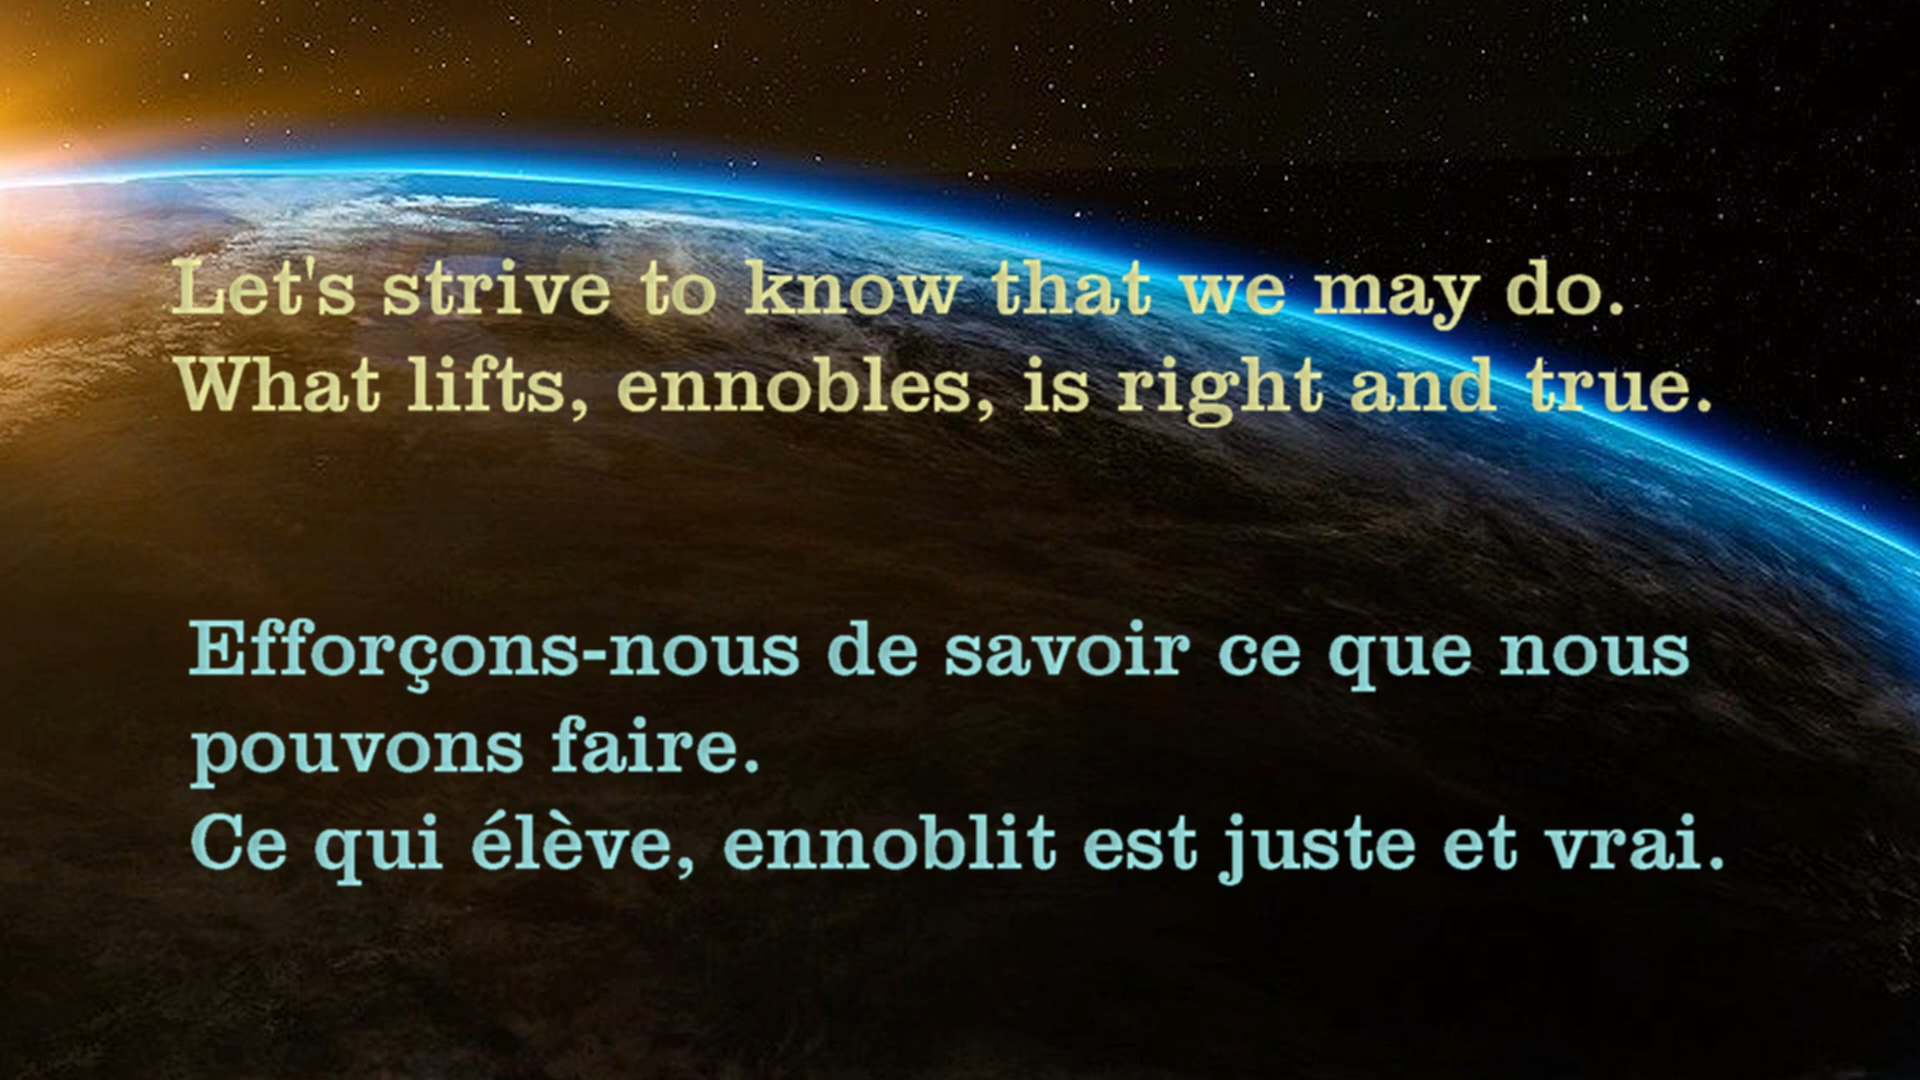 Let's strive to know that we may do.
What lifts, ennobles, is right and true.
Efforçons-nous de savoir ce que nous
pouvons faire.
Ce qui élève, ennoblit est juste et vrai.